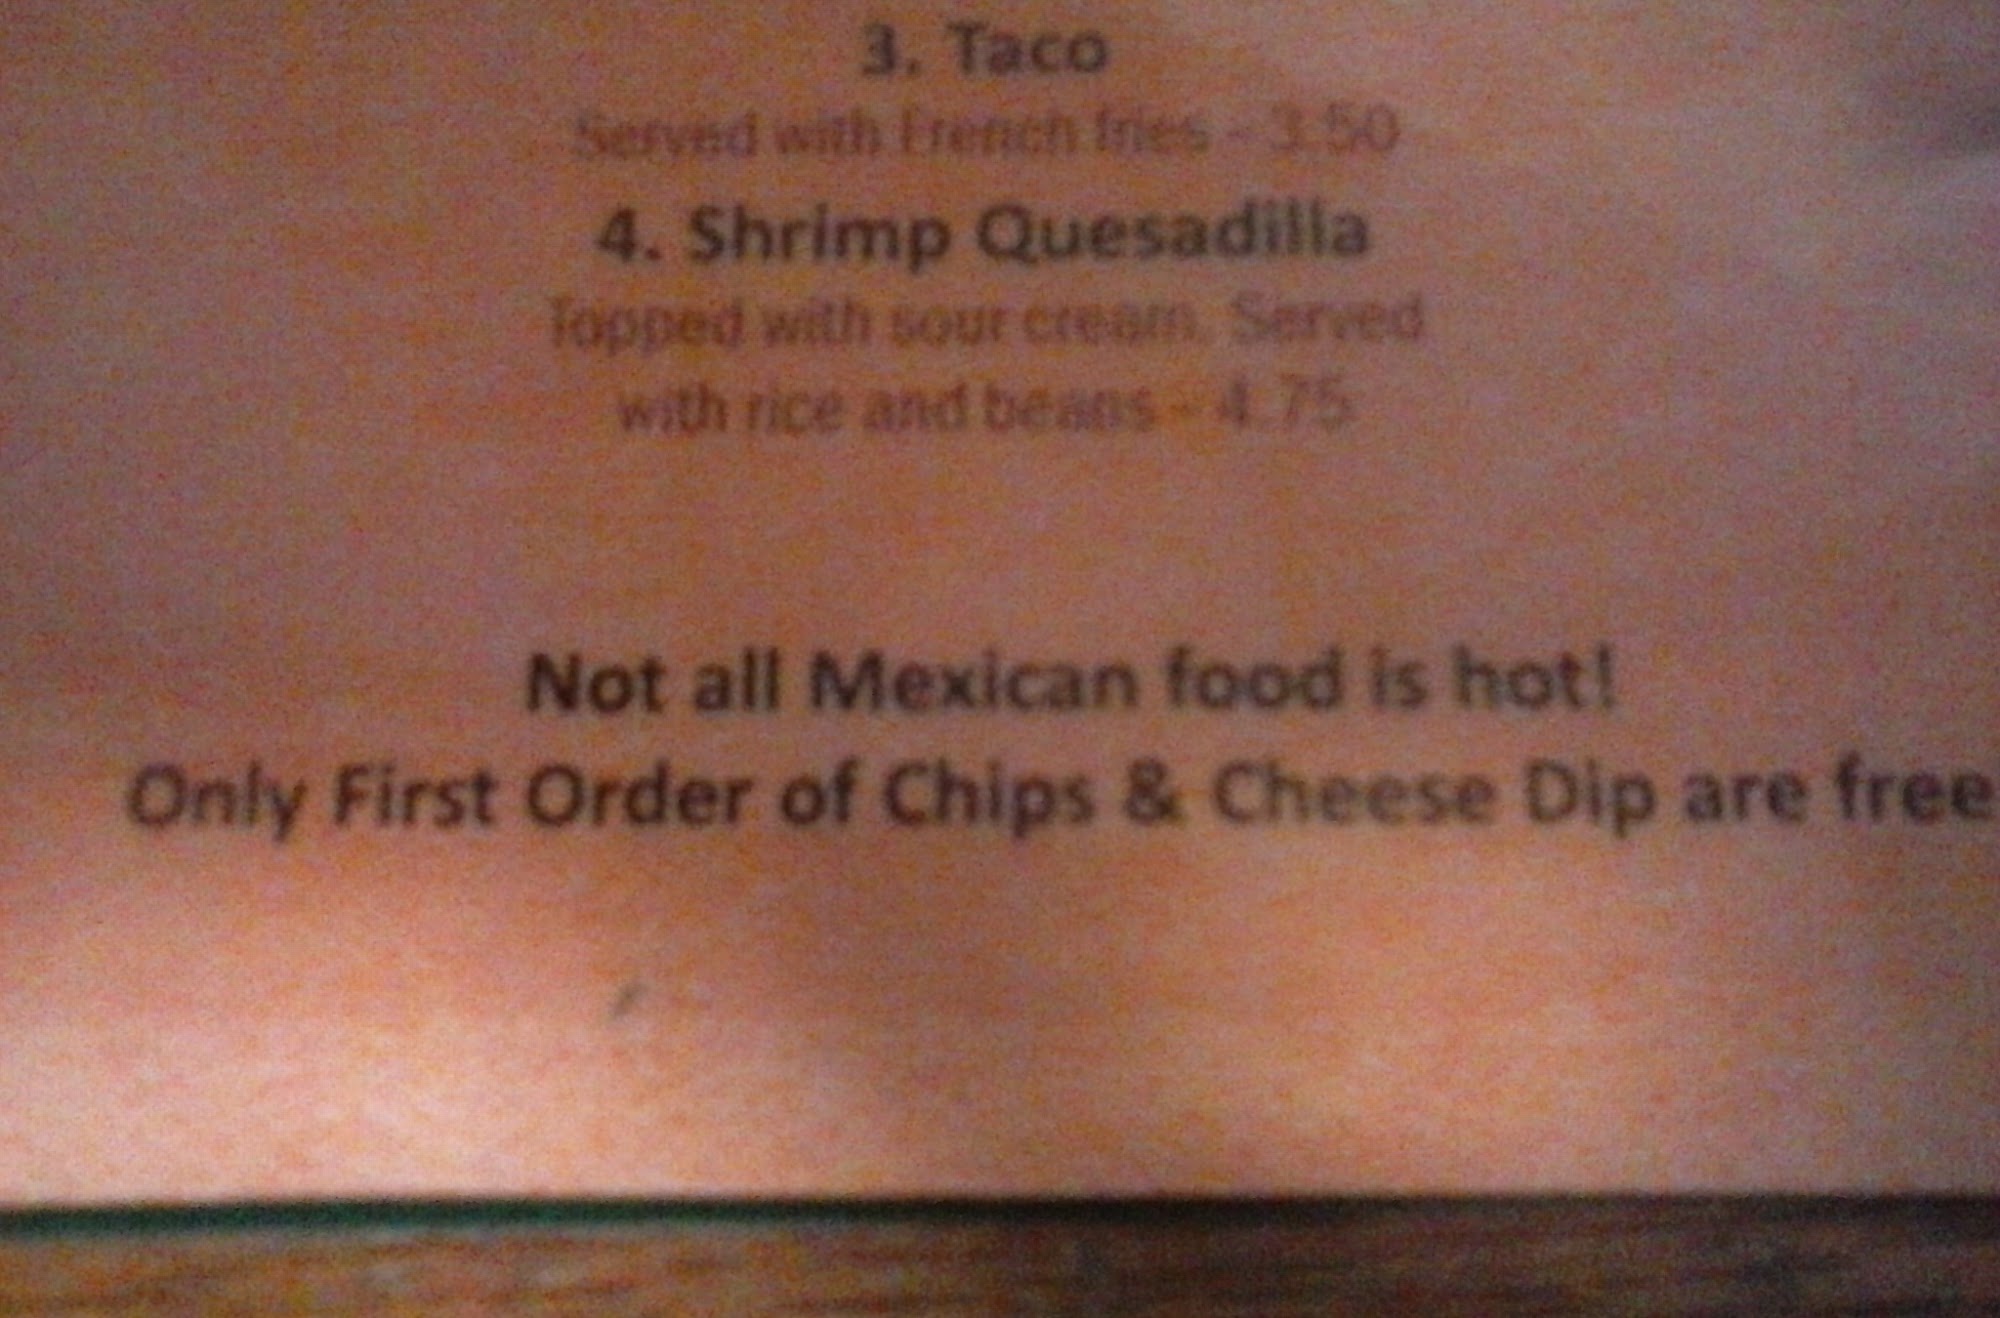 3. Taco
Served with French fries - 3.50
4. Shrimp Quesadilla
Topped with sour cream. Served
with rice and beans - 4.75
Not all Mexican food is hot!
Only First Order of Chips & Cheese Dip are free